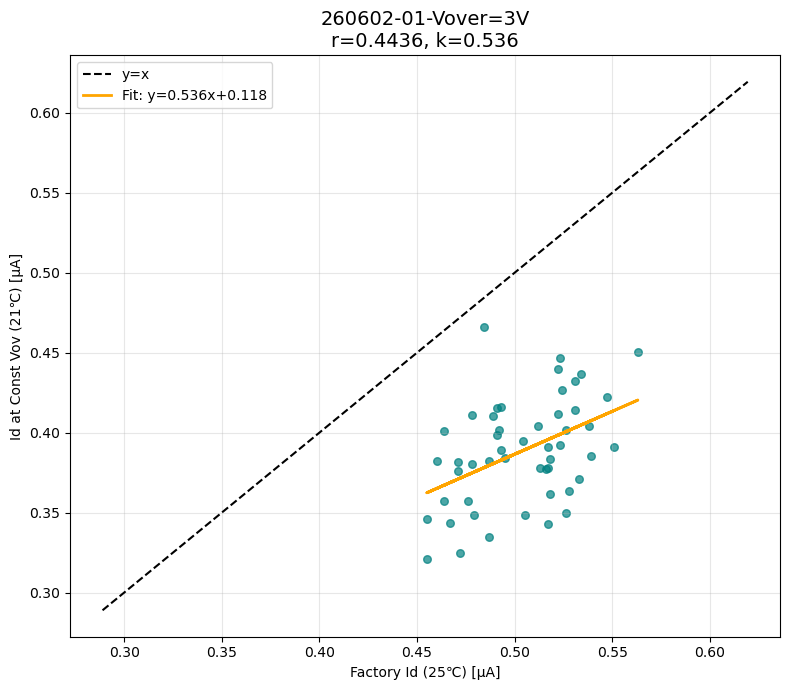 260602-01-Vover=3V
r=0.4436, k=0.536
y=x
Fit: y=0.536x+0.118
Id at Const Vov (21℃) [μA]
0.60
0.55
0.50
0.45
0.40
0.35
0.30
0.30
0.35
0.40
0.45
0.50
0.55
0.60
Factory Id (25℃) [μA]